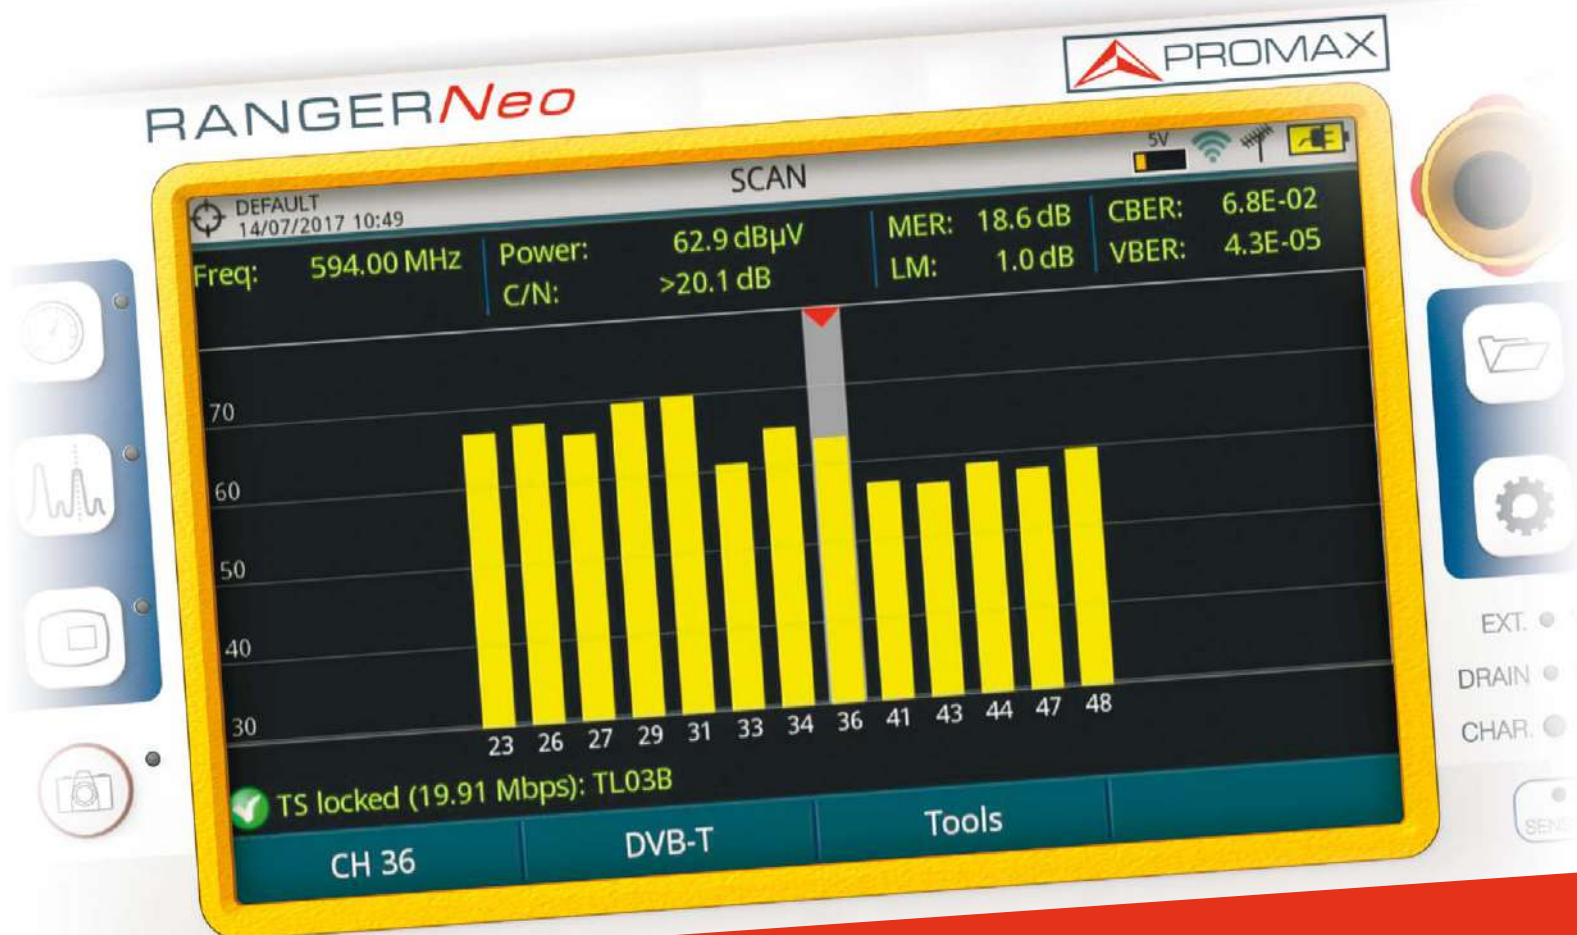 RANGERNeo
PROMAX
DEFAULT
14/07/2017 10:49
SCAN
5V
Freq: 594.00 MHz
Power: 62.9 dBµV
C/N: >20.1 dB
MER: 18.6 dB
LM: 1.0 dB
CBER: 6.8E-02
VBER: 4.3E-05
70
60
50
40
30
23 26 27 29 31 33 34 36 41 43 44 47 48
TS locked (19.91 Mbps): TL03B
CH 36
DVB-T
Tools
EXT.
DRAIN
CHAR.